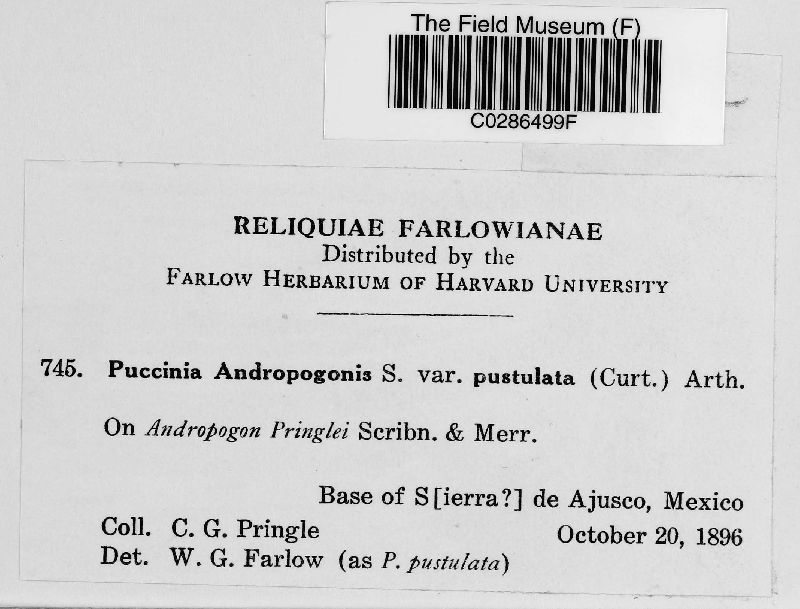 The Field Museum (F)
C0286499F
RELIQUIAE FARLOWIANAE
Distributed by the
FARLOW HERBARIUM OF HARVARD UNIVERSITY
745. Puccinia Andropogonis S. var. pustulata (Curt.) Arth.
On Andropogon Pringlei Scribn. & Merr.
Base of S[ierra?] de Ajusco, Mexico
Coll. C. G. Pringle October 20, 1896
Det. W. G. Farlow (as P. pustulata)